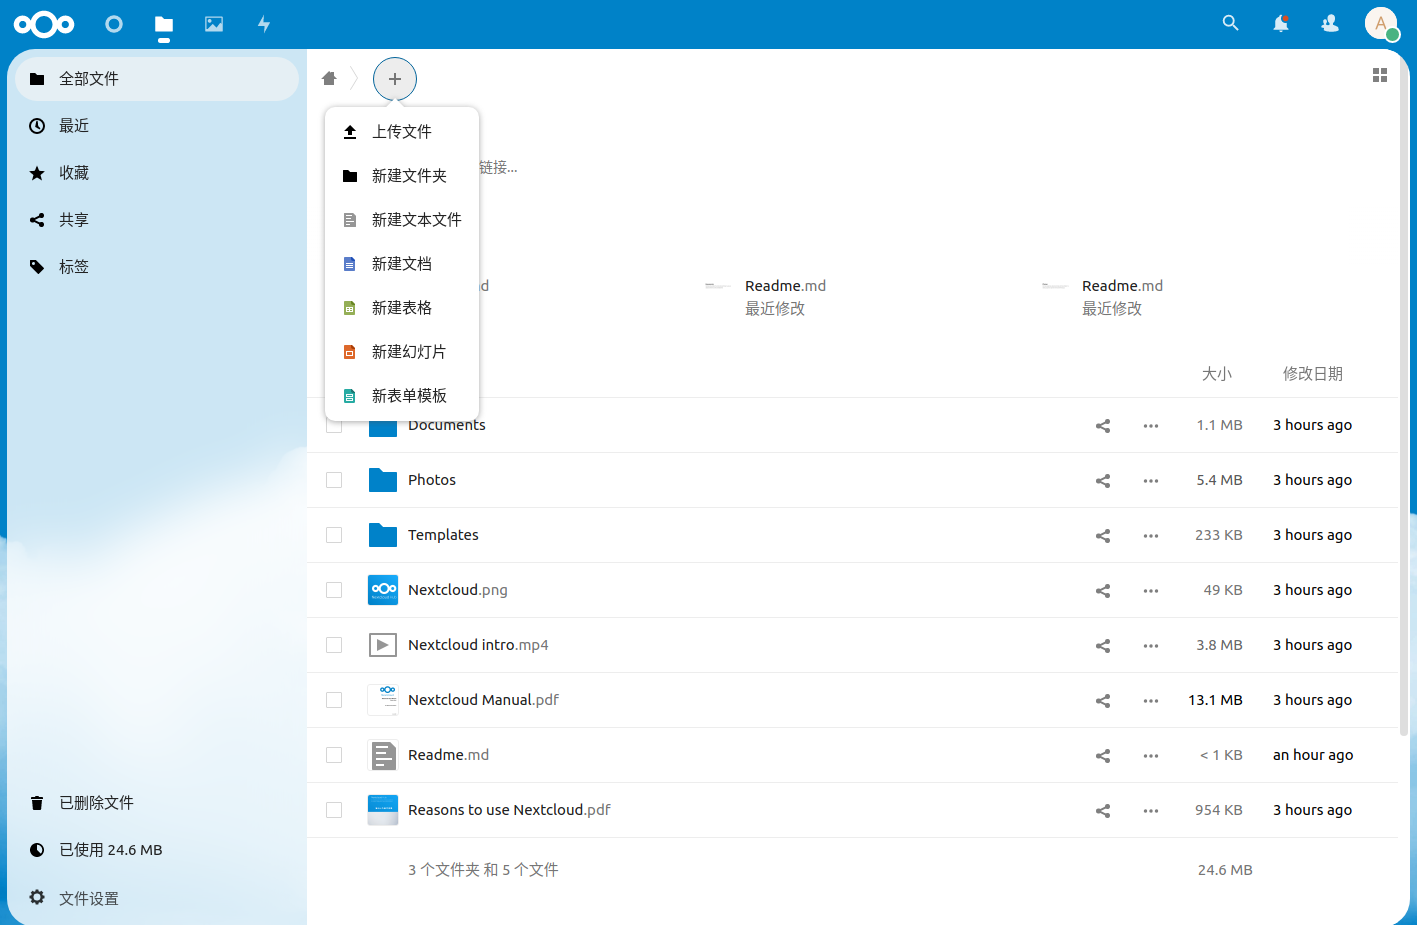 A
全部文件
最近
收藏
共享
标签
已删除文件
已使用 24.6 MB
文件设置
上传文件
新建文件夹
新建文本文件
新建文档
新建表格
新建幻灯片
新表单模板
链接...
Readme.md
最近修改
Readme.md
最近修改
大小 修改日期
Documents 1.1 MB 3 hours ago
Photos 5.4 MB 3 hours ago
Templates 233 KB 3 hours ago
Nextcloud.png 49 KB 3 hours ago
Nextcloud intro.mp4 3.8 MB 3 hours ago
Nextcloud Manual.pdf 13.1 MB 3 hours ago
Readme.md < 1 KB an hour ago
Reasons to use Nextcloud.pdf 954 KB 3 hours ago
3 个文件夹 和 5 个文件 24.6 MB